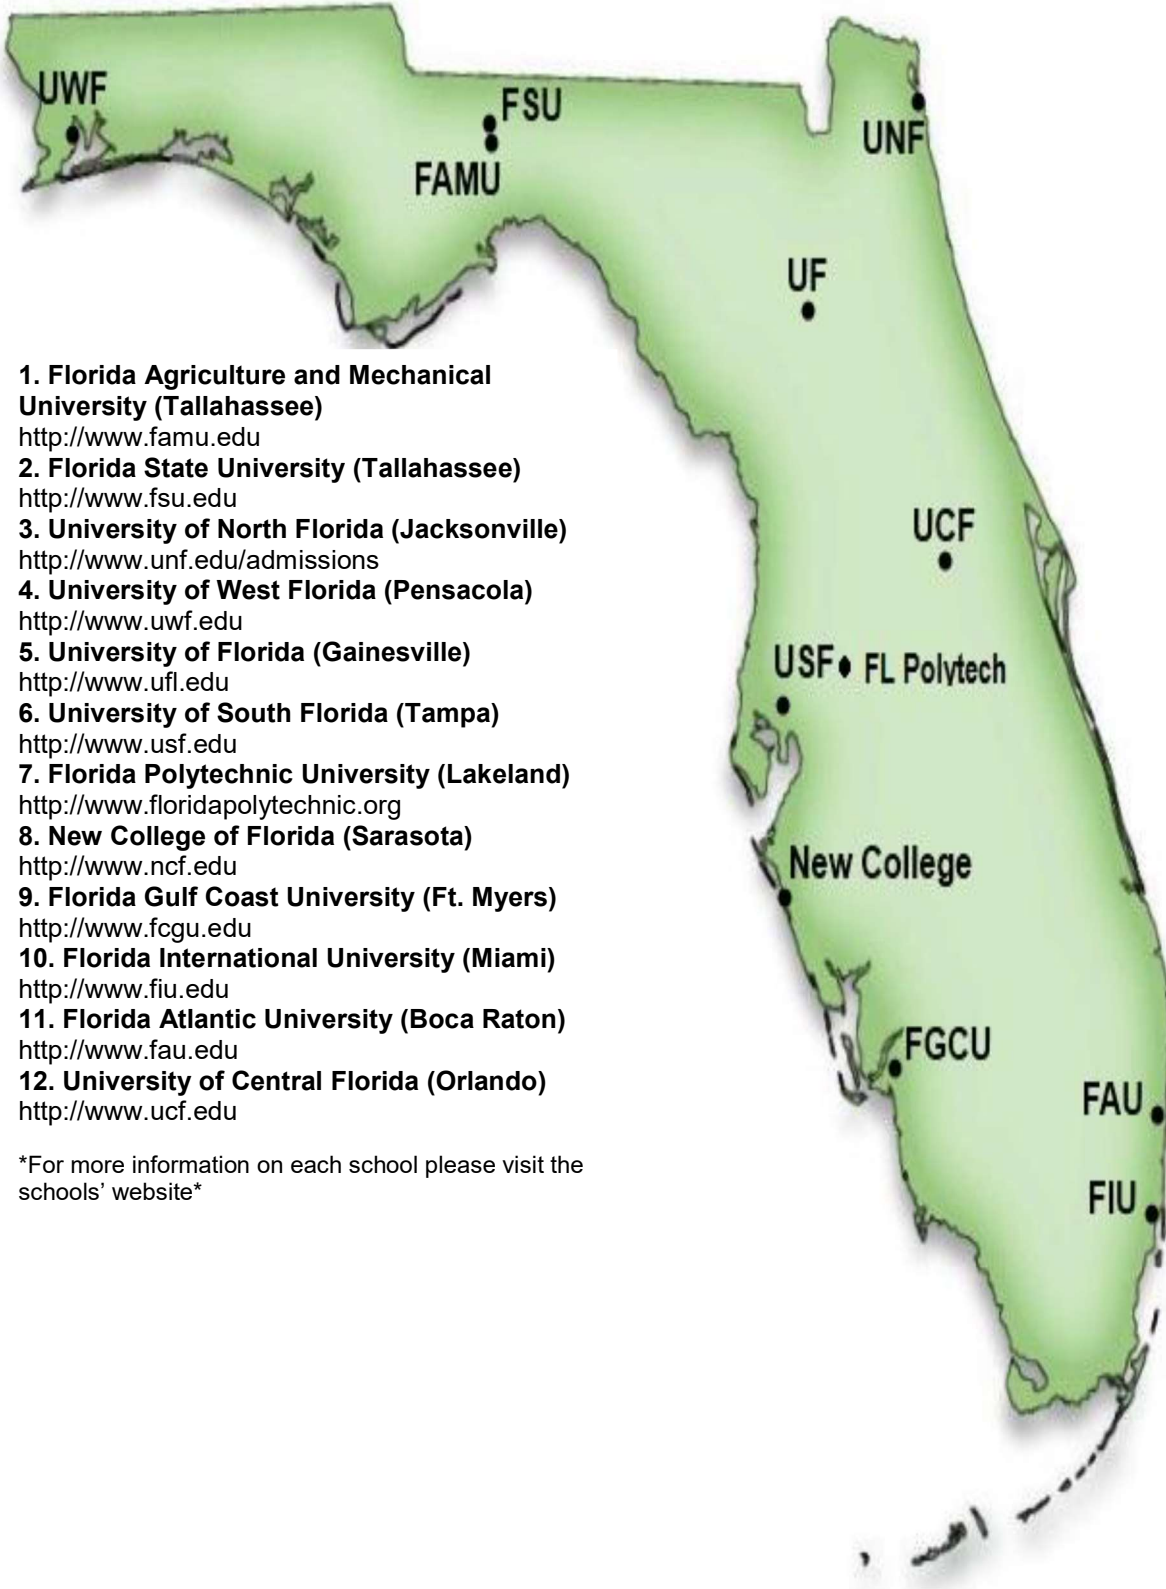 UWF
FSU
FAMU
UNF
UF
1. Florida Agriculture and Mechanical
University (Tallahassee)
http://www.famu.edu
2. Florida State University (Tallahassee)
http://www.fsu.edu
3. University of North Florida (Jacksonville)
http://www.unf.edu/admissions
4. University of West Florida (Pensacola)
http://www.uwf.edu
5. University of Florida (Gainesville)
http://www.ufl.edu
6. University of South Florida (Tampa)
http://www.usf.edu
7. Florida Polytechnic University (Lakeland)
http://www.floridapolytechnic.org
8. New College of Florida (Sarasota)
http://www.ncf.edu
9. Florida Gulf Coast University (Ft. Myers)
http://www.fcgu.edu
10. Florida International University (Miami)
http://www.fiu.edu
11. Florida Atlantic University (Boca Raton)
http://www.fau.edu
12. University of Central Florida (Orlando)
http://www.ucf.edu
*For more information on each school please visit the
schools’ website*
UCF
USF
FL Polytech
New College
FGCU
FAU
FIU